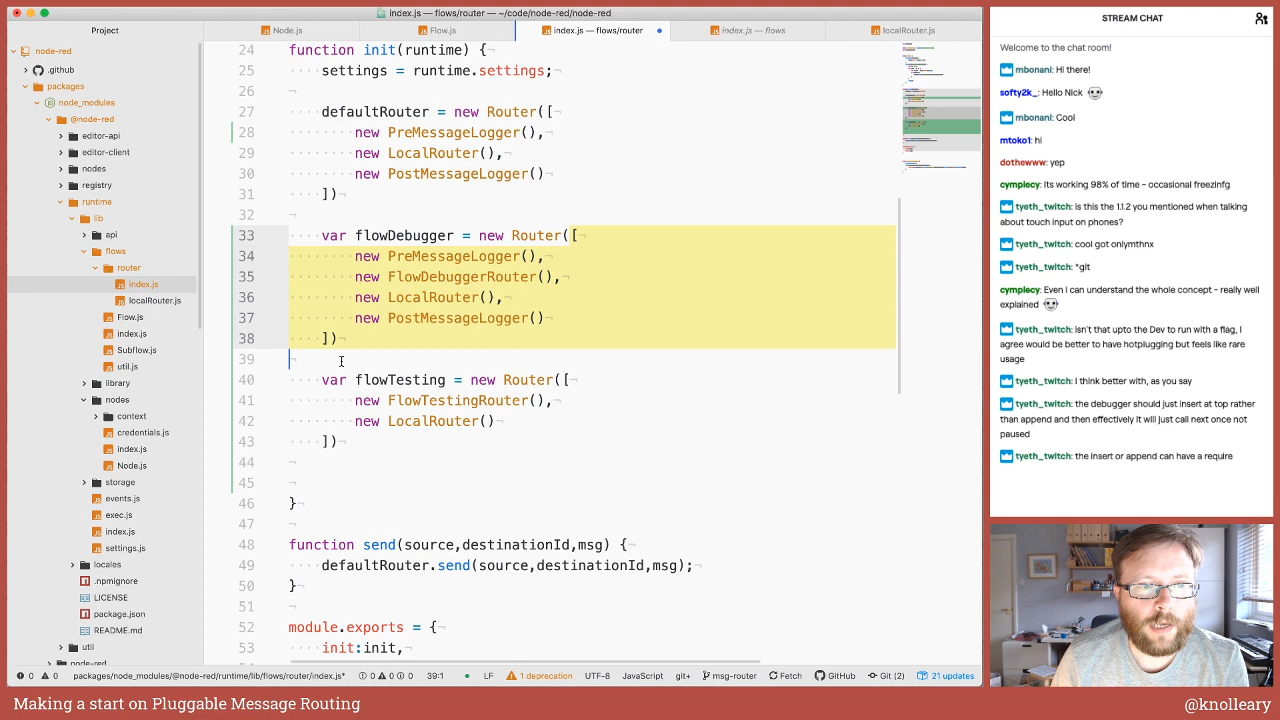 index.js — flows/router — ~/code/node-red/node-red
Project
Node.js
Flow.js
index.js — flows/router
index.js — flows
localRouter.js
node-red
.github
packages
node_modules
@node-red
editor-api
editor-client
nodes
registry
runtime
lib
api
flows
router
index.js
localRouter.js
Flow.js
index.js
Subflow.js
util.js
library
nodes
context
credentials.js
index.js
Node.js
storage
events.js
exec.js
index.js
settings.js
locales
.npmignore
LICENSE
package.json
README.md
util
node-red
24 function init(runtime) {
25 settings = runtime.settings;
26
27 defaultRouter = new Router([
28 new PreMessageLogger(),
29 new LocalRouter(),
30 new PostMessageLogger()
31 ])
32
33 var flowDebugger = new Router([
34 new PreMessageLogger(),
35 new FlowDebuggerRouter(),
36 new LocalRouter(),
37 new PostMessageLogger()
38 ])
39
40 var flowTesting = new Router([
41 new FlowTestingRouter(),
42 new LocalRouter()
43 ])
44
45
46 }
47
48 function send(source,destinationId,msg) {
49 defaultRouter.send(source,destinationId,msg);
50 }
51
52 module.exports = {
53 init:init,
0 0 packages/node_modules/@node-red/runtime/lib/flows/router/index.js* 0 0 0 39:1 LF 1 deprecation UTF-8 JavaScript git+ msg-router Fetch GitHub Git (2) 21 updates
STREAM CHAT
Welcome to the chat room!
mbonani: Hi there!
softy2k_: Hello Nick
mbonani: Cool
mtoko1: hi
dothewww: yep
cymplecy: Its working 98% of time - occasional freezinfg
tyeth_twitch: is this the 1.1.2 you mentioned when talking
about touch input on phones?
tyeth_twitch: cool got onlymthnx
tyeth_twitch: *git
cymplecy: Even I can understand the whole concept - really well
explained
tyeth_twitch: isn't that upto the Dev to run with a flag, I
agree would be better to have hotplugging but feels like rare
usage
tyeth_twitch: I think better with, as you say
tyeth_twitch: the debugger should just insert at top rather
than append and then effectively it will just call next once not
paused
tyeth_twitch: the insert or append can have a require
Making a start on Pluggable Message Routing
@knolleary